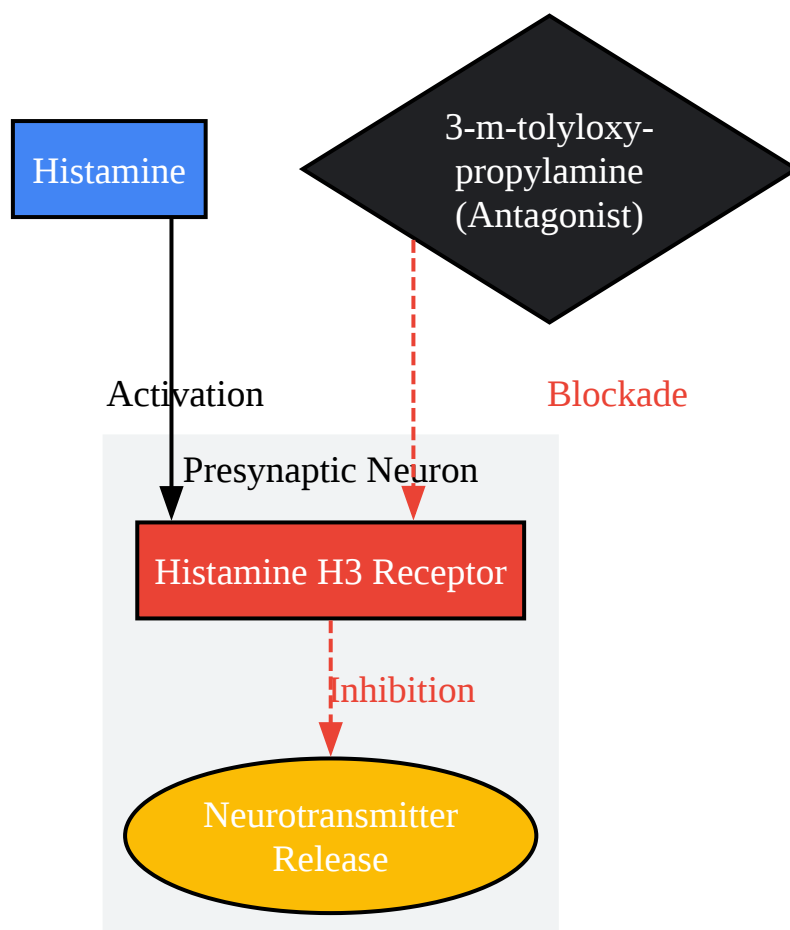 3-m-tolyloxy-
propylamine
(Antagonist)
Histamine
Activation
Blockade
Presynaptic Neuron
Histamine H3 Receptor
Inhibition
Neurotransmitter
Release